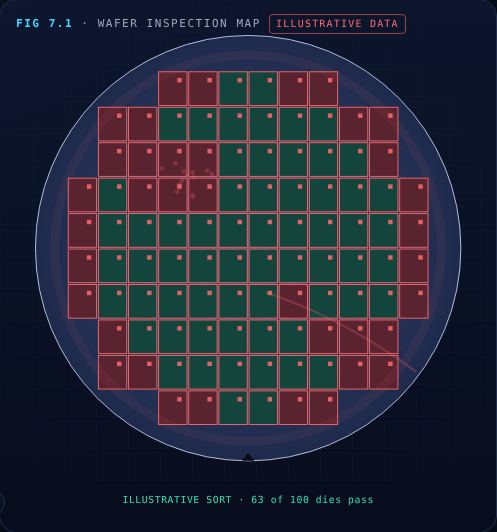 FIG 7.1 · WAFER INSPECTION MAP ILLUSTRATIVE DATA
ILLUSTRATIVE SORT · 63 of 100 dies pass